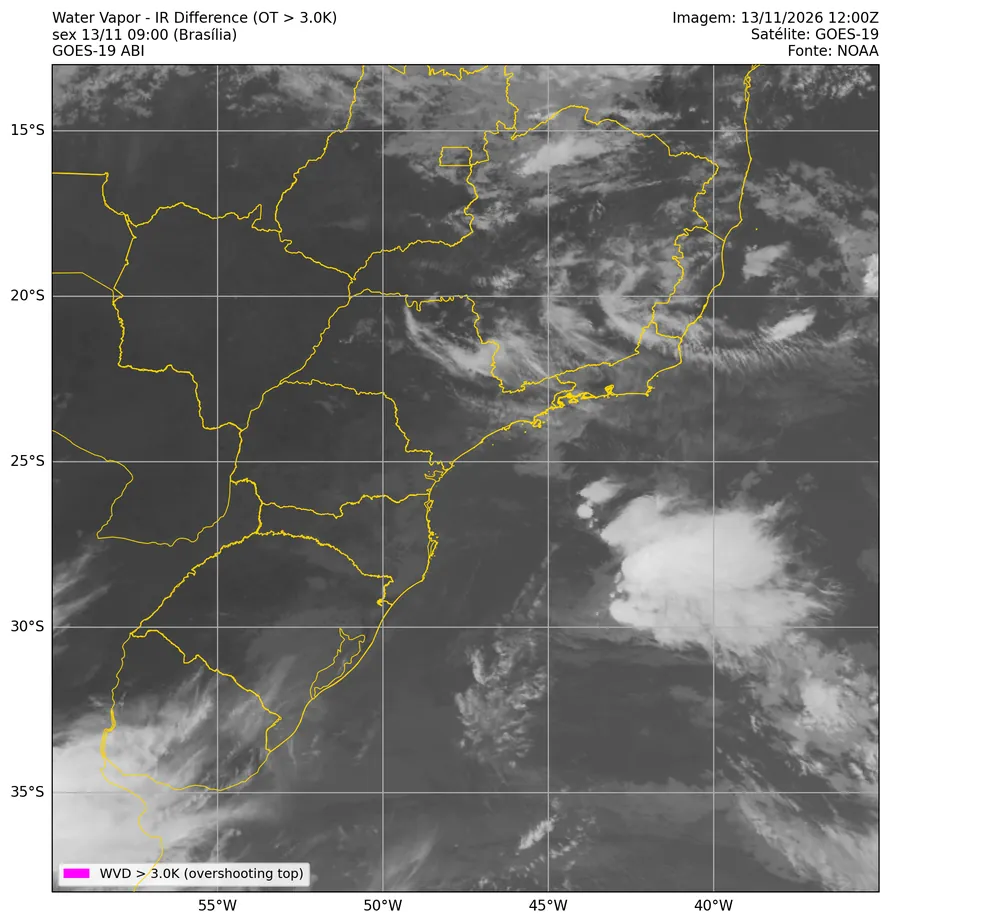 Water Vapor - IR Difference (OT > 3.0K)
sex 13/11 09:00 (Brasília)
GOES-19 ABI
Imagem: 13/11/2026 12:00Z
Satélite: GOES-19
Fonte: NOAA
15°S
20°S
25°S
30°S
35°S
WVD > 3.0K (overshooting top)
55°W
50°W
45°W
40°W